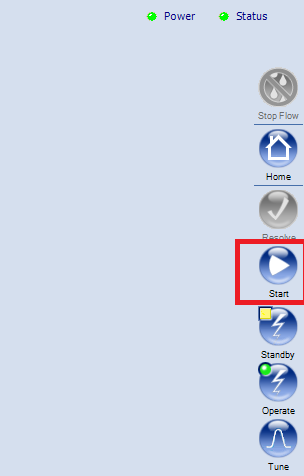 Power Status
Stop Flow
Home
Resolve
Start
Standby
Operate
Tune